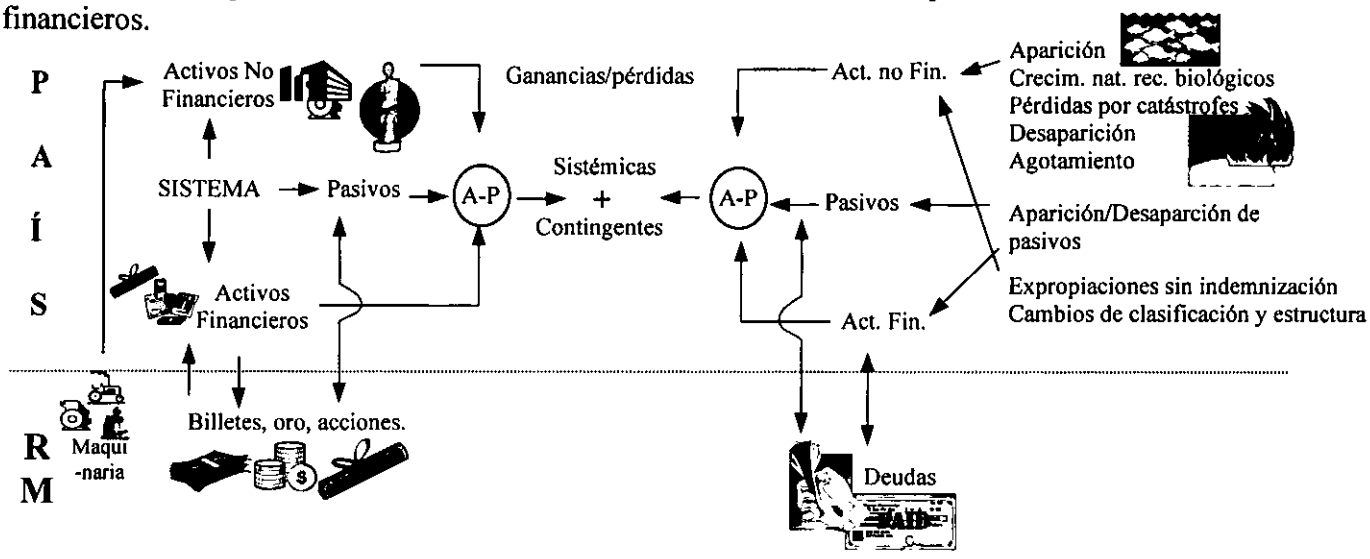 financieros.
P
A
Í
S
Activos No
Financieros
Ganancias/pérdidas
SISTEMA
Pasivos
A-P
Sistémicas
+
Contingentes
Activos
Financieros
Act. no Fin.
A-P
Pasivos
Act. Fin.
Aparición
Crecim. nat. rec. biológicos
Pérdidas por catástrofes
Desaparición
Agotamiento
Aparición/Desaparción de
pasivos
Expropiaciones sin indemnización
Cambios de clasificación y estructura
R
M
Maqui
-naria
Billetes, oro, acciones.
$
Deudas
PAID